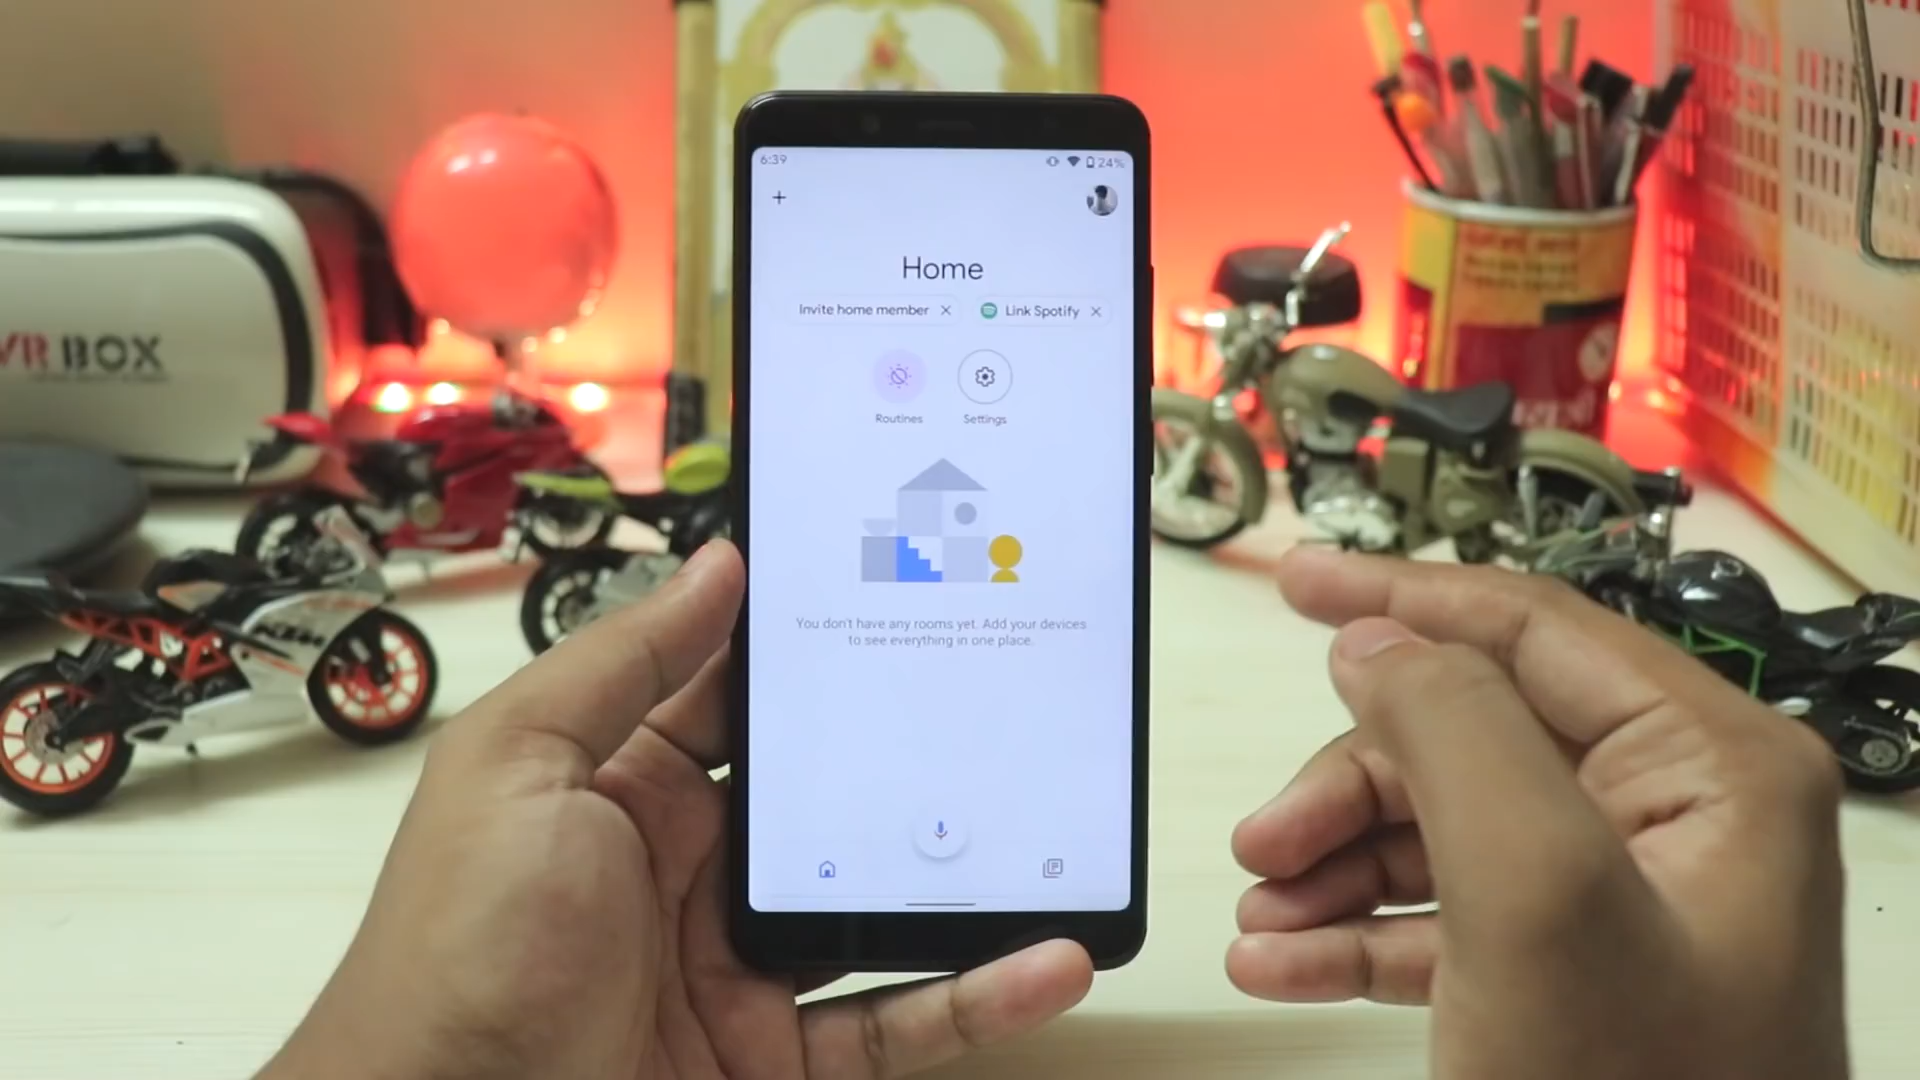 6:39
24%
Home
Invite home member
Link Spotify
Routines
Settings
You don't have any rooms yet. Add your devices
to see everything in one place.
VR BOX
KTM